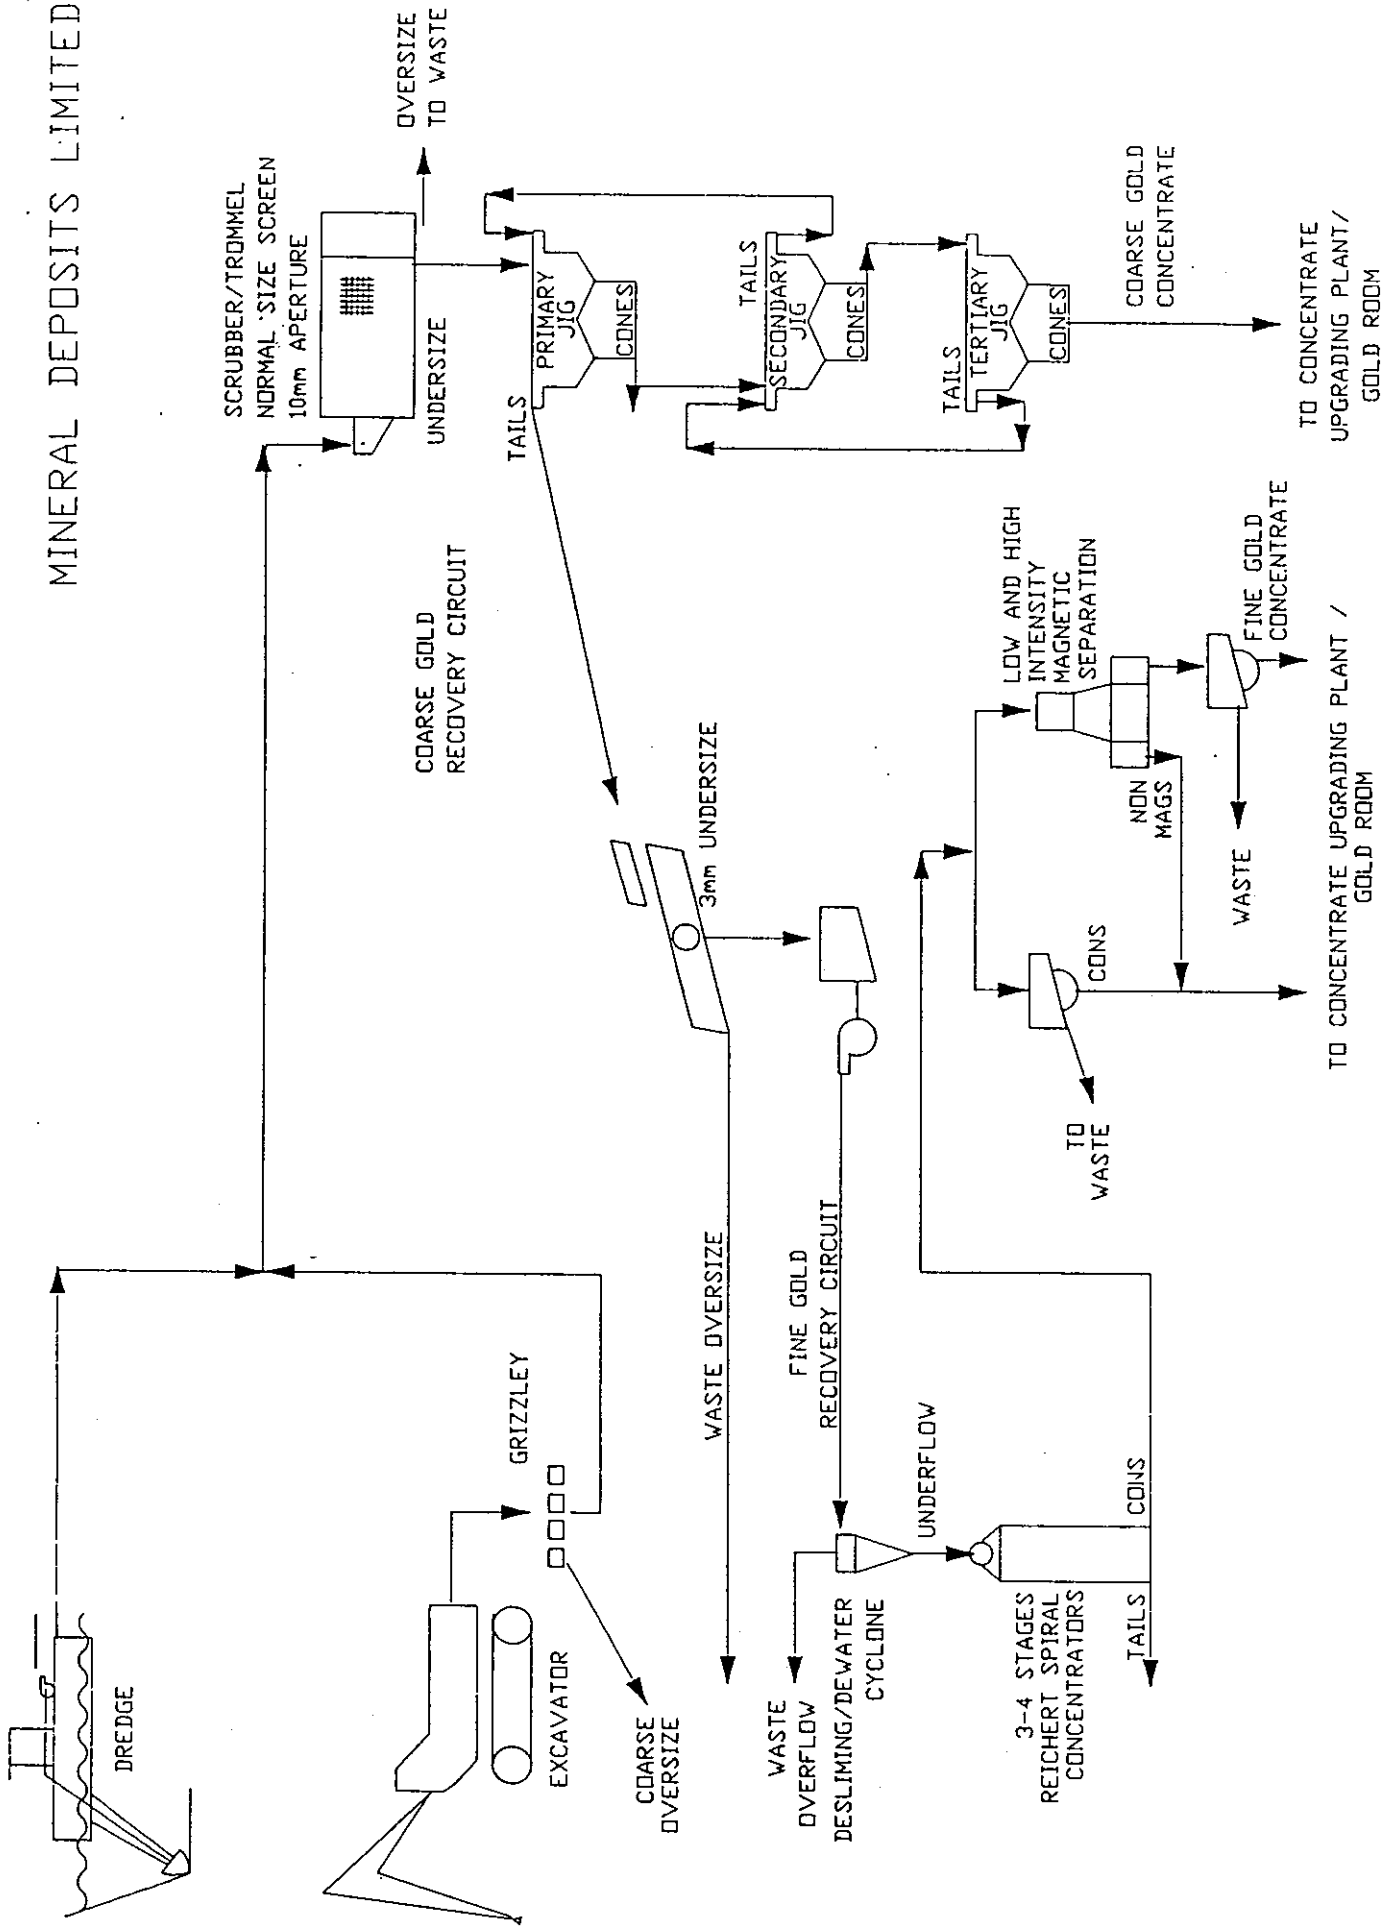 MINERAL DEPOSITS LIMITED
DREDGE
EXCAVATOR
GRIZZLEY
COARSE
OVERSIZE
SCRUBBER/TROMMEL
NORMAL SIZE SCREEN
10mm APERTURE
UNDERSIZE
OVERSIZE
TO WASTE
COARSE GOLD
RECOVERY CIRCUIT
TAILS
PRIMARY
JIG
CONES
TAILS
SECONDARY
JIG
CONES
TAILS
TERTIARY
JIG
CONES
COARSE GOLD
CONCENTRATE
TO CONCENTRATE
UPGRADING PLANT/
GOLD ROOM
3mm UNDERSIZE
WASTE OVERSIZE
FINE GOLD
RECOVERY CIRCUIT
WASTE
OVERFLOW
DESLIMING/DEWATER
CYCLONE
UNDERFLOW
3-4 STAGES
REICHERT SPIRAL
CONCENTRATORS
TAILS
CONS
TO
WASTE
CONS
LOW AND HIGH
INTENSITY
MAGNETIC
SEPARATION
NON
MAGS
WASTE
FINE GOLD
CONCENTRATE
TO CONCENTRATE UPGRADING PLANT /
GOLD ROOM